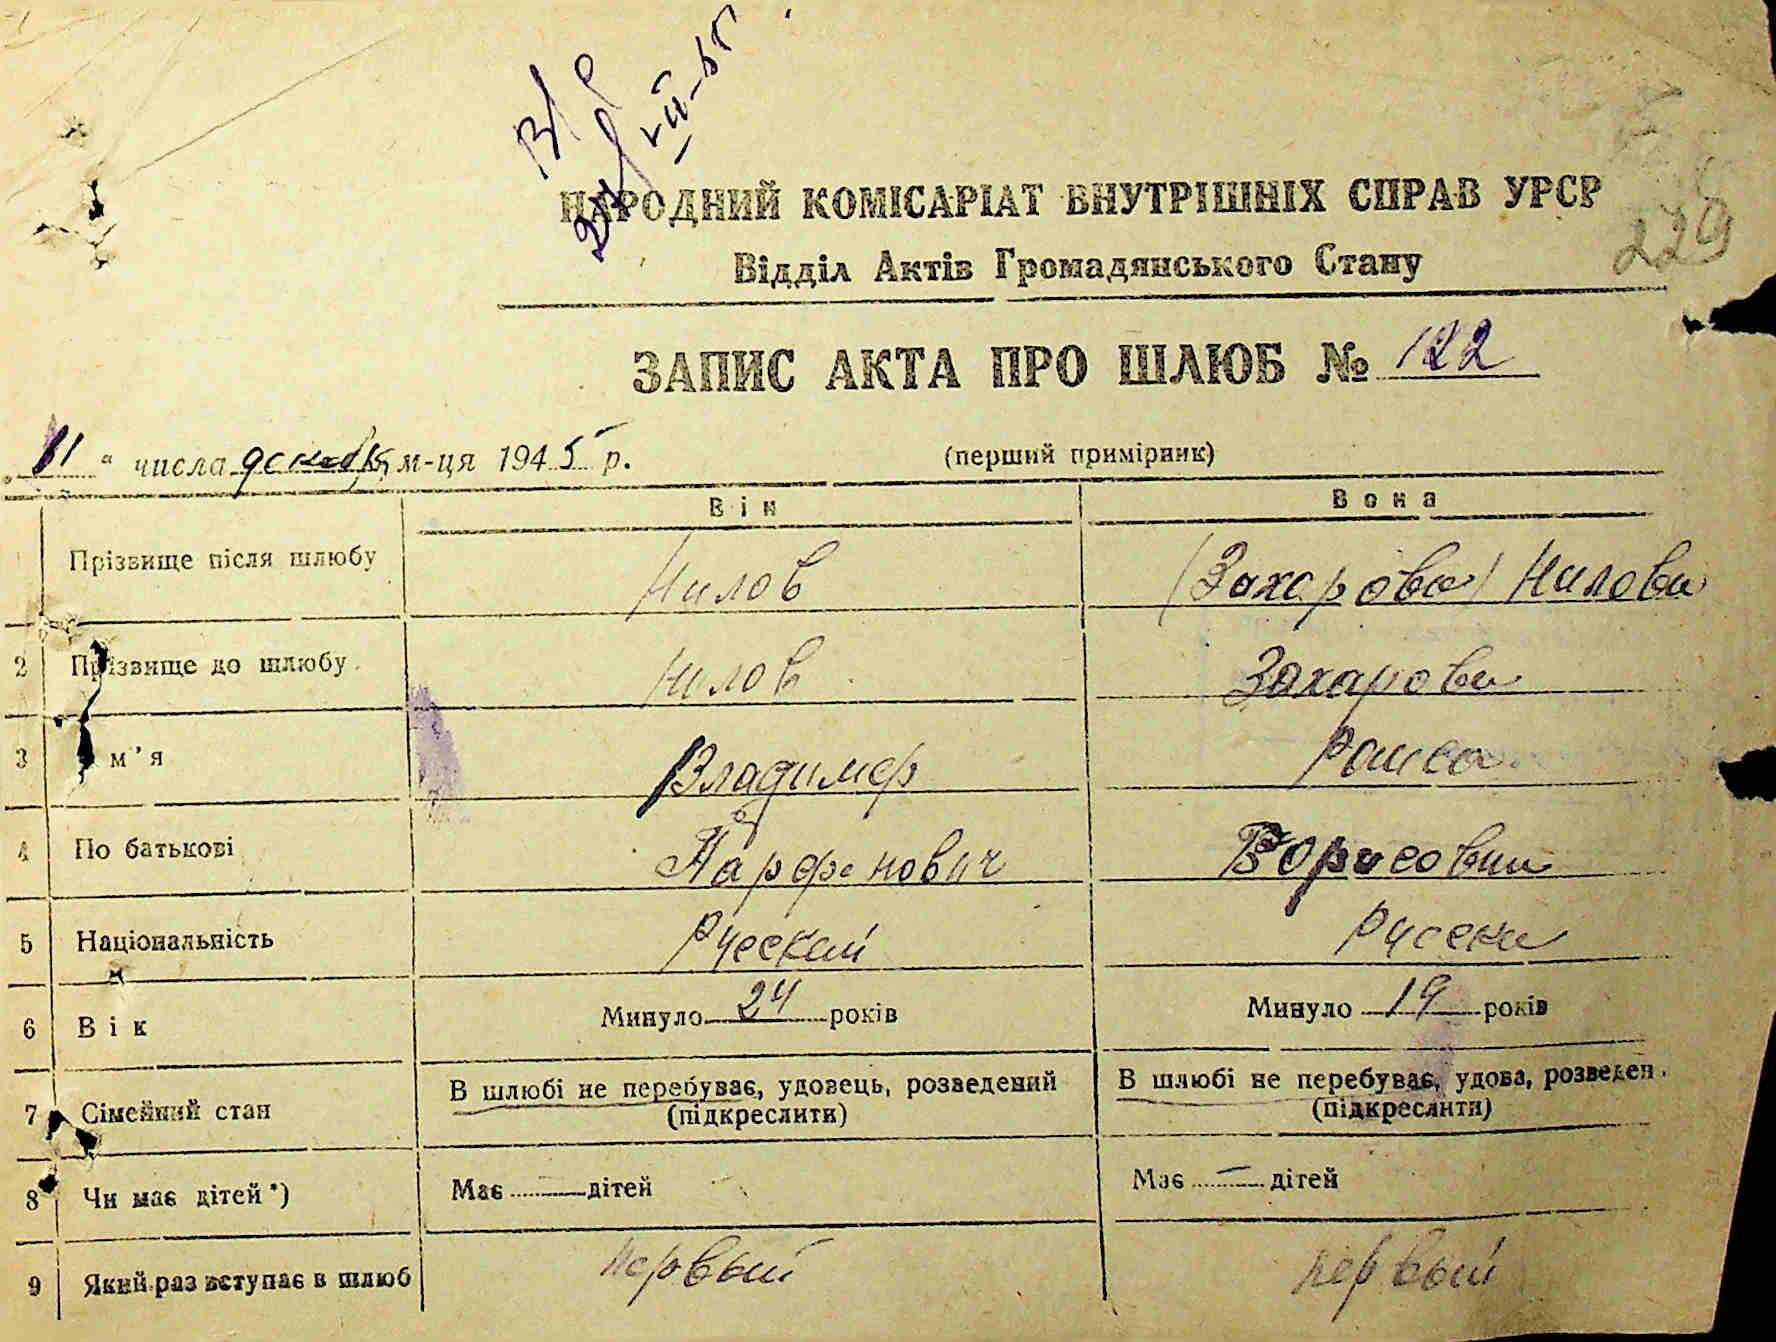 229
НАРОДНИЙ КОМІСАРІАТ ВНУТРІШНІХ СПРАВ УРСР
Відділ Актів Громадянського Стану
ЗАПИС АКТА ПРО ШЛЮБ № 122
"11" числа декабря м-ця 1945 р. (перший примірник)
Він Вона
1 Прізвище після шлюбу Нилов (Захарова) Нилова
2 Прізвище до шлюбу Нилов Захарова
3 м'я Владимер Раиса
4 По батькові Парфенович Борисовна
5 Національність Руский Руская
6 Вік Минуло 24 років Минуло 19 років
7 Сімейний стан В шлюбі не перебуває, удовець, розведений (підкреслити) В шлюбі не перебуває, удова, розведен. (підкреслити)
8 Чи має дітей *) Має — дітей Має — дітей
9 Який раз вступає в шлюб первый первый